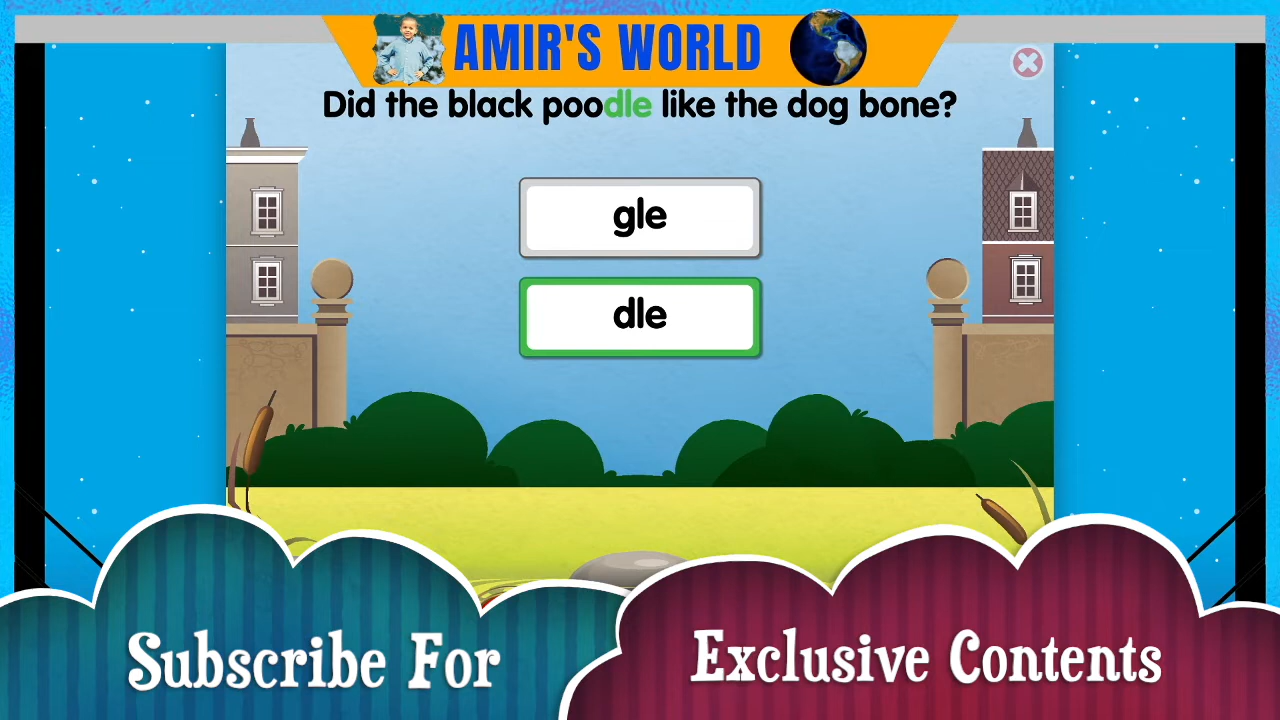 AMIR'S WORLD
Did the black poodle like the dog bone?
gle
dle
Subscribe For
Exclusive Contents